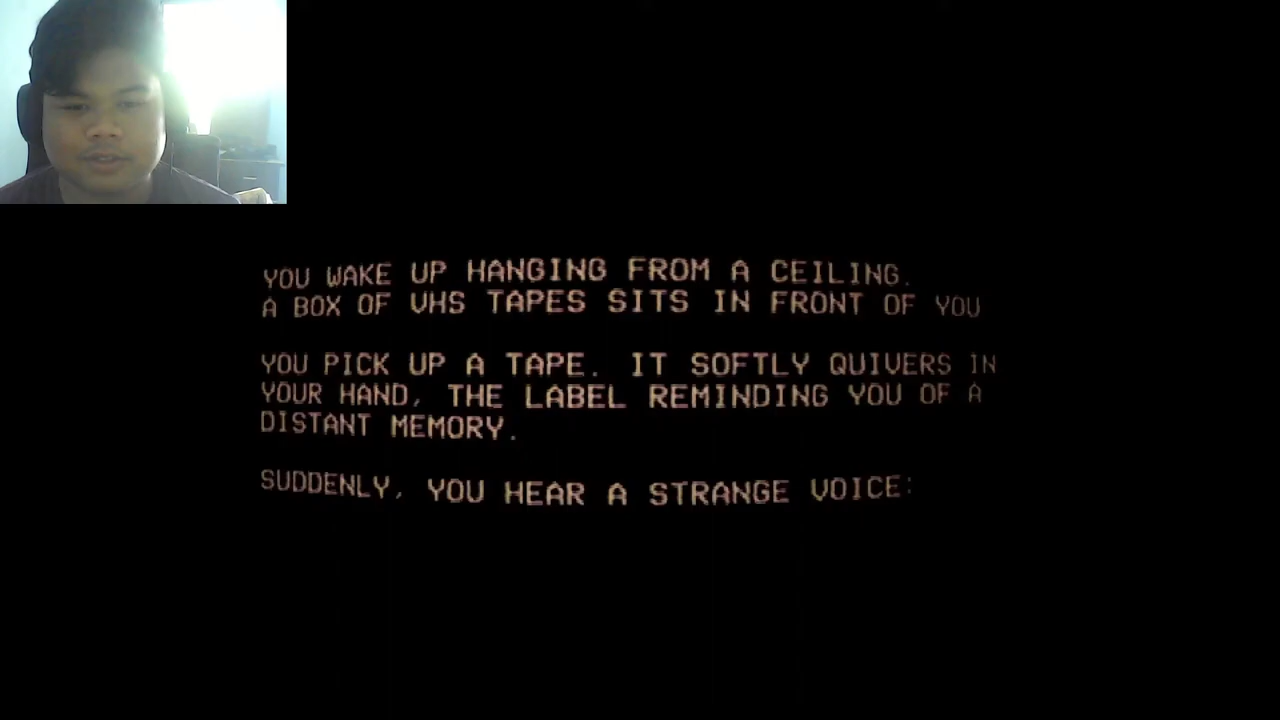 YOU WAKE UP HANGING FROM A CEILING.
A BOX OF VHS TAPES SITS IN FRONT OF YOU
YOU PICK UP A TAPE. IT SOFTLY QUIVERS IN
YOUR HAND, THE LABEL REMINDING YOU OF A
DISTANT MEMORY.
SUDDENLY, YOU HEAR A STRANGE VOICE: